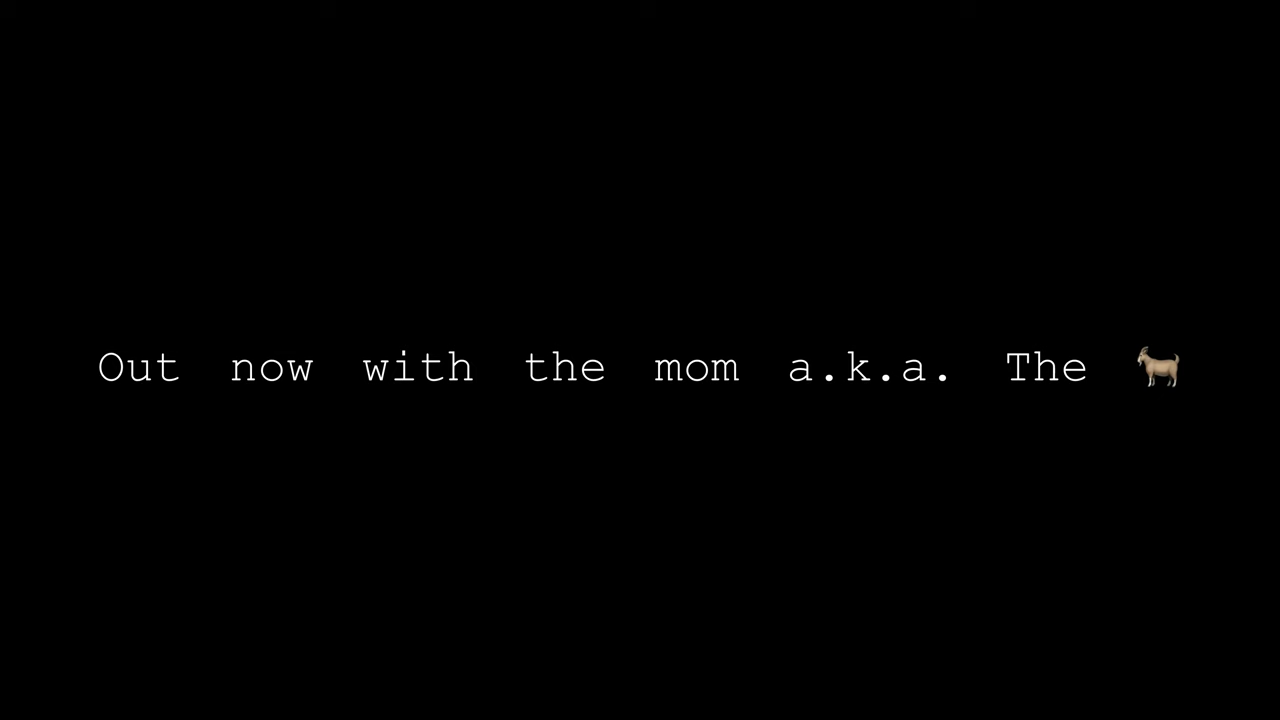 Out now with the mom a.k.a. The 🐐